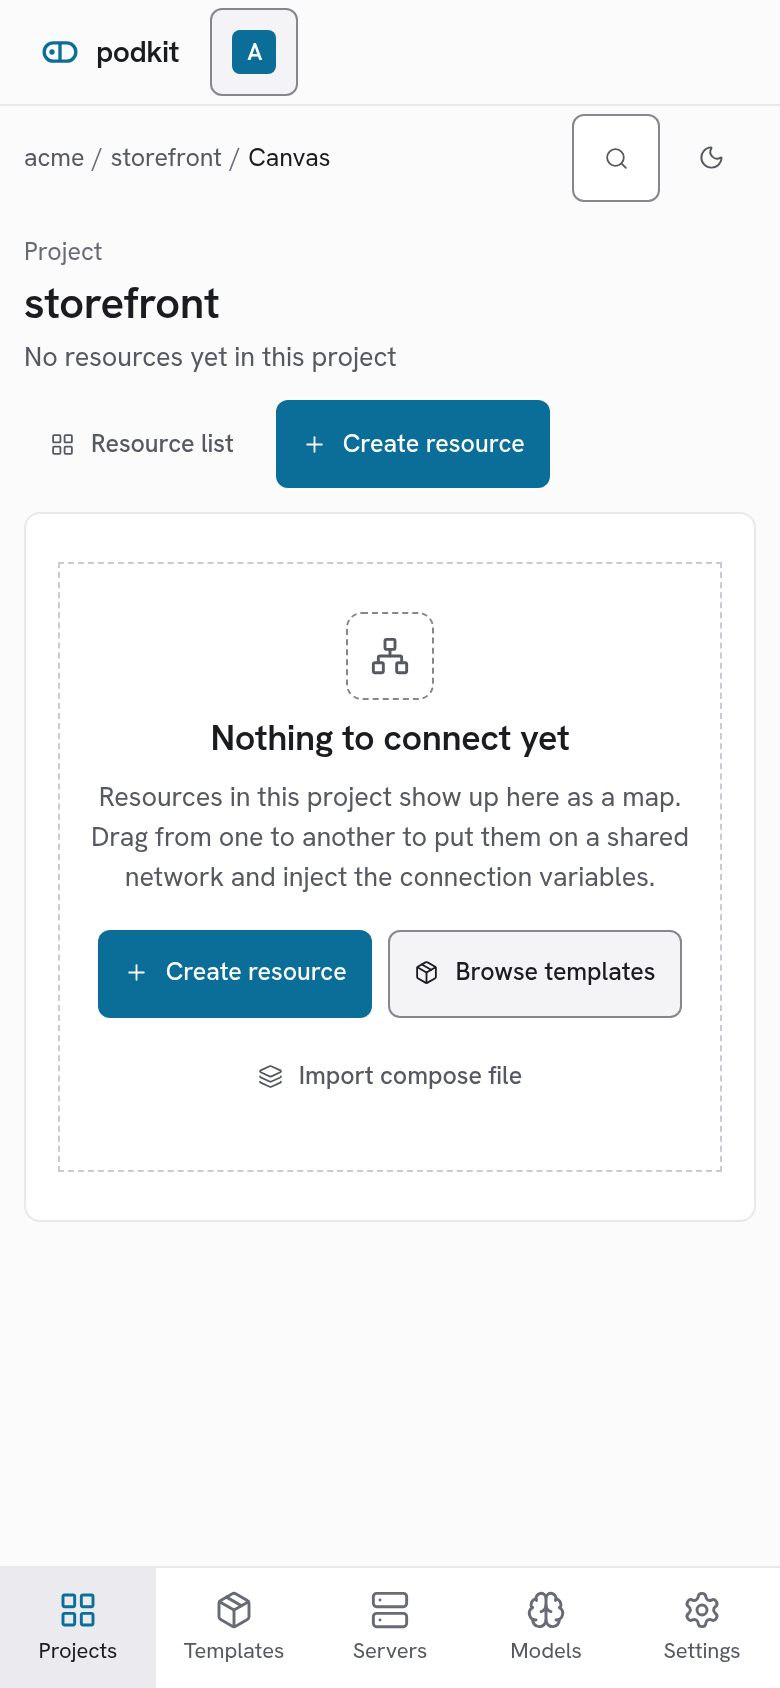 podkit
A
acme / storefront / Canvas
Project
storefront
No resources yet in this project
Resource list
Create resource
Nothing to connect yet
Resources in this project show up here as a map.
Drag from one to another to put them on a shared
network and inject the connection variables.
Create resource
Browse templates
Import compose file
Projects
Templates
Servers
Models
Settings